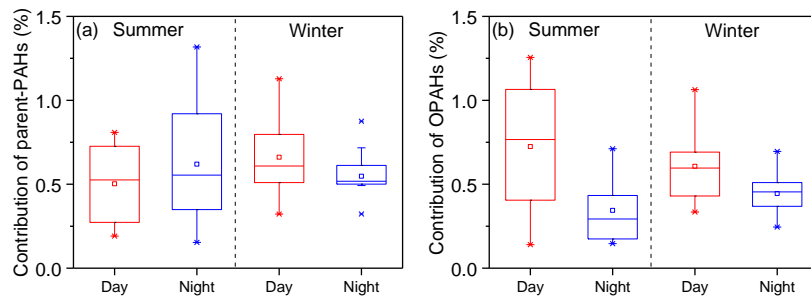 (a) Summer Winter
Contribution of parent-PAHs (%)
1.5
1.0
0.5
0.0
Day Night Day Night
(b) Summer Winter
Contribution of OPAHs (%)
1.5
1.0
0.5
0.0
Day Night Day Night